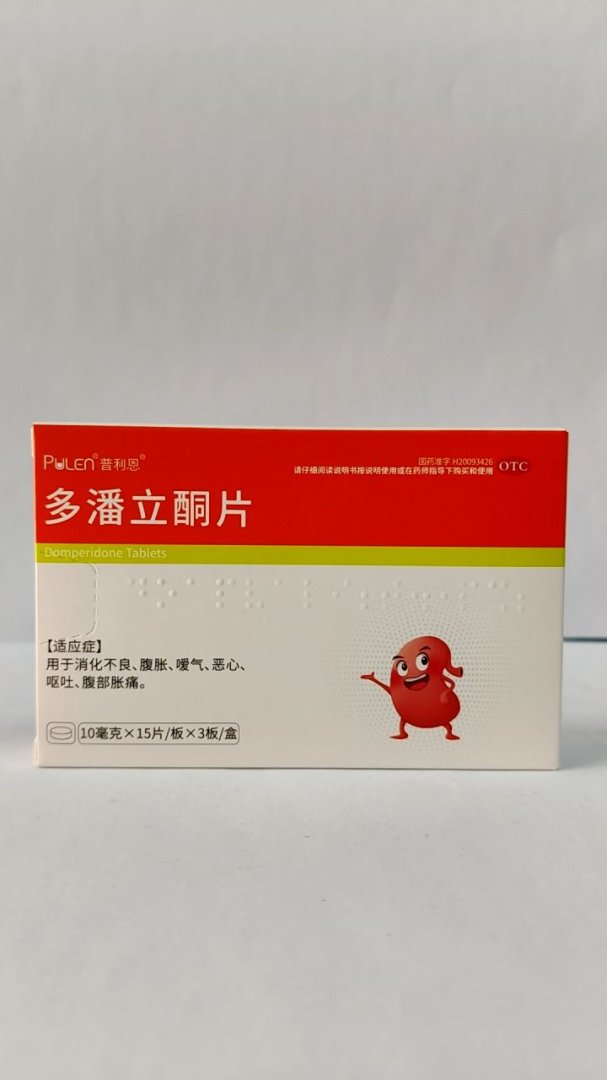 PULEN® 普利恩®
国药准字 H20093426
请仔细阅读说明书按说明使用或在药师指导下购买和使用
OTC
多潘立酮片
Domperidone Tablets
【适应症】
用于消化不良、腹胀、嗳气、恶心、
呕吐、腹部胀痛。
10毫克×15片/板×3板/盒